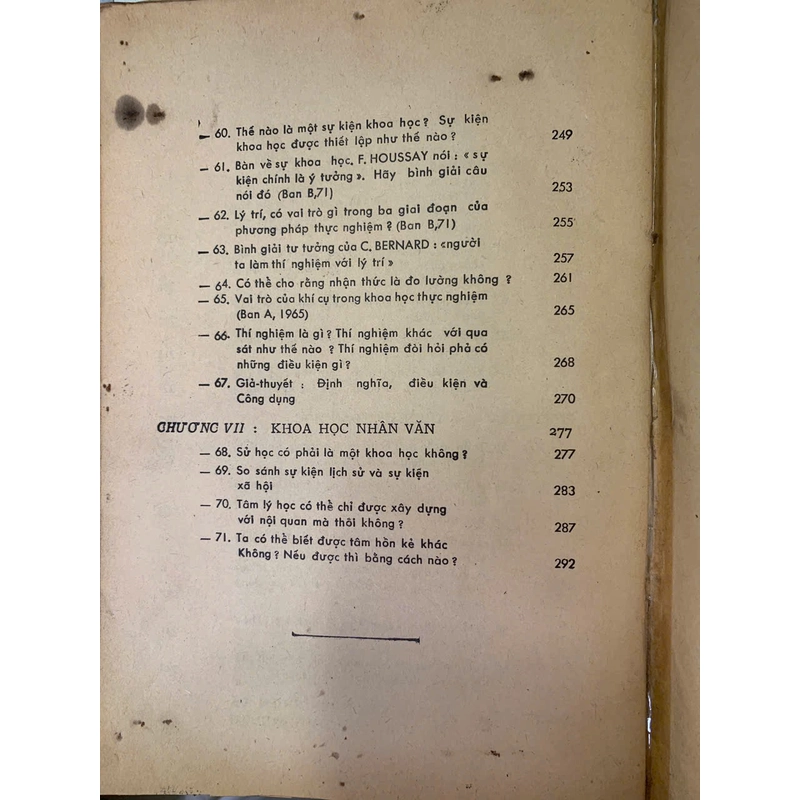 — 60. Thế nào là một sự kiện khoa học? Sự kiện
khoa học được thiết lập như thế nào? 249
— 61. Bàn về sự khoa học. F. HOUSSAY nói : « sự
kiện chính là ý tưởng ». Hãy bình giải câu
nói đó (Ban B,71) 253
— 62. Lý trí, có vai trò gì trong ba giai đoạn của
phương pháp thực nghiệm? (Ban B,71) 255
— 63. Bình giải tư tưởng của C. BERNARD : «người
ta làm thí nghiệm với lý trí» 257
— 64. Có thể cho rằng nhận thức là đo lường không ? 261
— 65. Vai trò của khí cụ trong khoa học thực nghiệm
(Ban A, 1965) 265
— 66. Thí nghiệm là gì? Thí nghiệm khác với qua
sát như thế nào ? Thí nghiệm đòi hỏi phả có
những điều kiện gì? 268
— 67. Giả-thuyết : Định nghĩa, điều kiện và
Công dụng 270
CHƯƠNG VII : KHOA HỌC NHÂN VĂN 277
— 68. Sử học có phải là một khoa học không? 277
— 69. So sánh sự kiện lịch sử và sự kiện
xã hội 283
— 70. Tâm lý học có thể chỉ được xây dựng
với nội quan mà thôi không? 287
— 71. Ta có thể biết được tâm hồn kẻ khác
Không? Nếu được thì bằng cách nào? 292